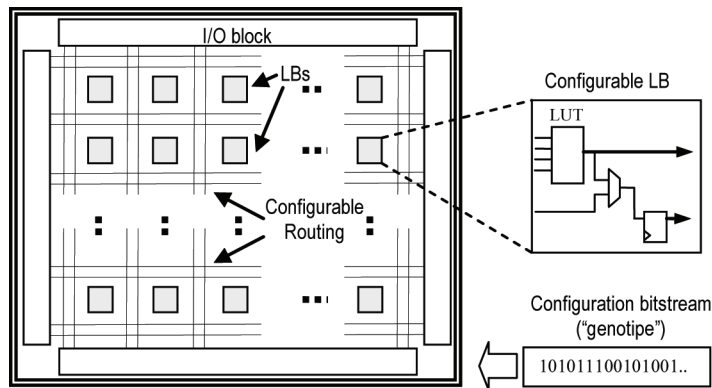 I/O block
LBs
Configurable
Routing
Configurable LB
LUT
Configuration bitstream
("genotipe")
101011100101001..